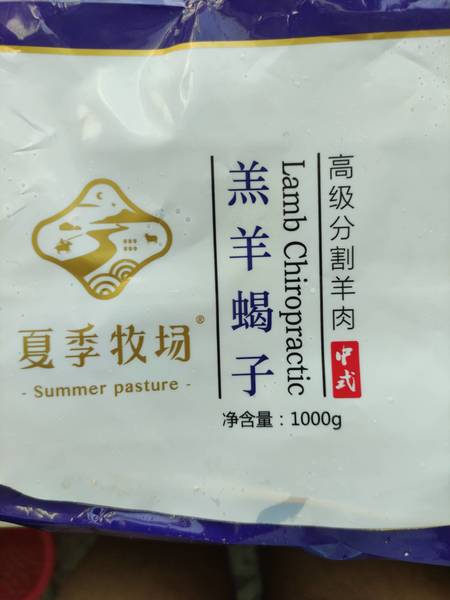 高级分割羊肉
中式
Lamb Chiropractic
羔羊蝎子
净含量：1000g
夏季牧场®
- Summer pasture -